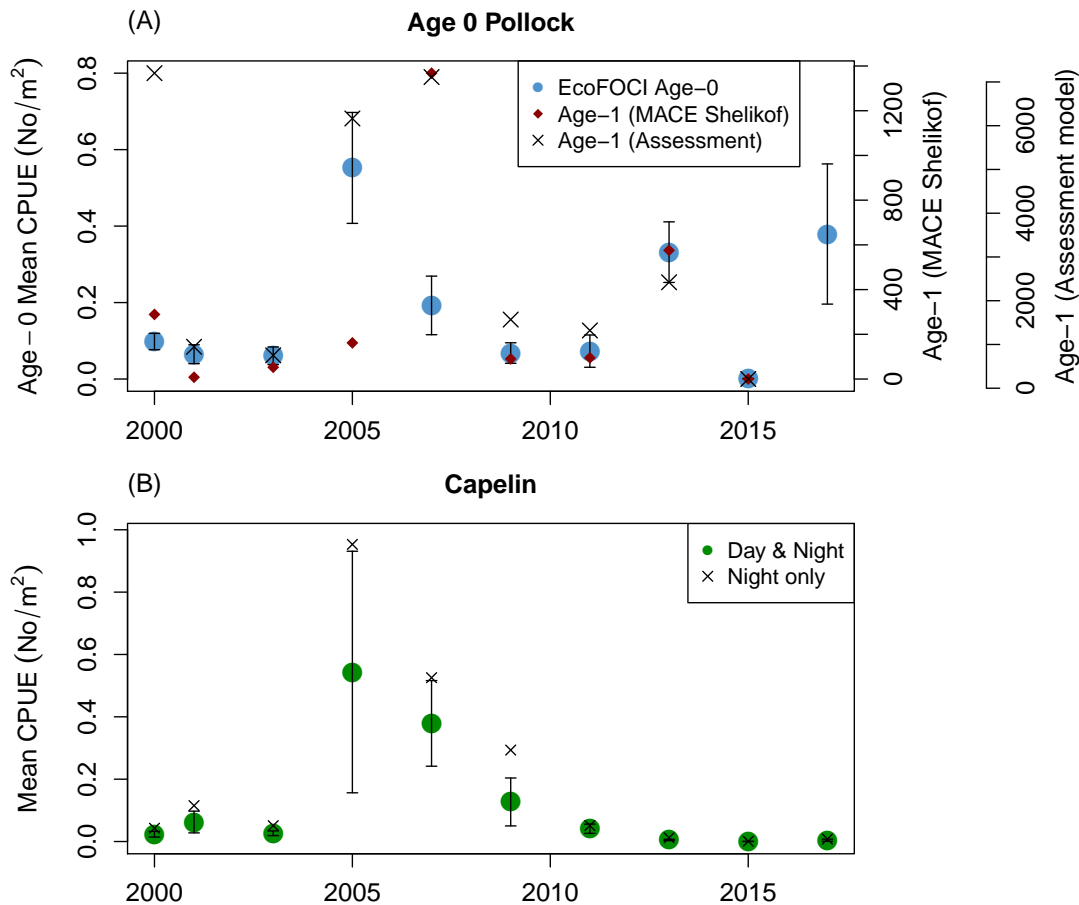 (A)
Age 0 Pollock
Age−0 Mean CPUE (No/m²)
0.0 0.2 0.4 0.6 0.8
EcoFOCI Age−0
Age−1 (MACE Shelikof)
Age−1 (Assessment)
0 400 800 1200
Age−1 (MACE Shelikof)
0 2000 4000 6000
Age−1 (Assessment model)
2000 2005 2010 2015
(B)
Capelin
Mean CPUE (No/m²)
0.0 0.2 0.4 0.6 0.8 1.0
Day & Night
Night only
2000 2005 2010 2015